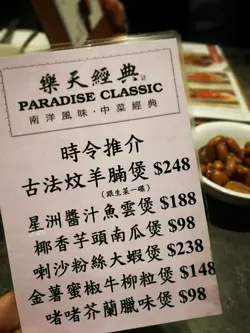 樂天經典
PARADISE CLASSIC
南洋風味·中菜經典
時令推介
古法炆羊腩煲 $248
(跟生菜一碟)
星洲醬汁魚雲煲 $188
椰香芋頭南瓜煲 $98
喇沙粉絲大蝦煲 $238
金薯蜜椒牛柳粒煲 $148
啫啫芥蘭臘味煲 $98